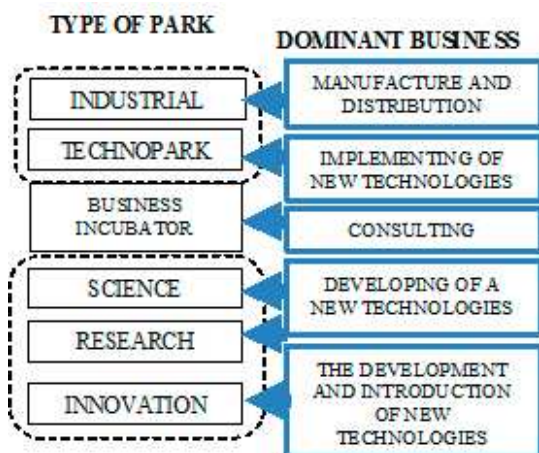 TYPE OF PARK
DOMINANT BUSINESS
INDUSTRIAL
MANUFACTURE AND
DISTRIBUTION
TECHNOPARK
IMPLEMENTING OF
NEW TECHNOLOGIES
BUSINESS
INCUBATOR
CONSULTING
SCIENCE
DEVELOPING OF A
NEW TECHNOLOGIES
RESEARCH
INNOVATION
THE DEVELOPMENT
AND INTRODUCTION
OF NEW
TECHNOLOGIES